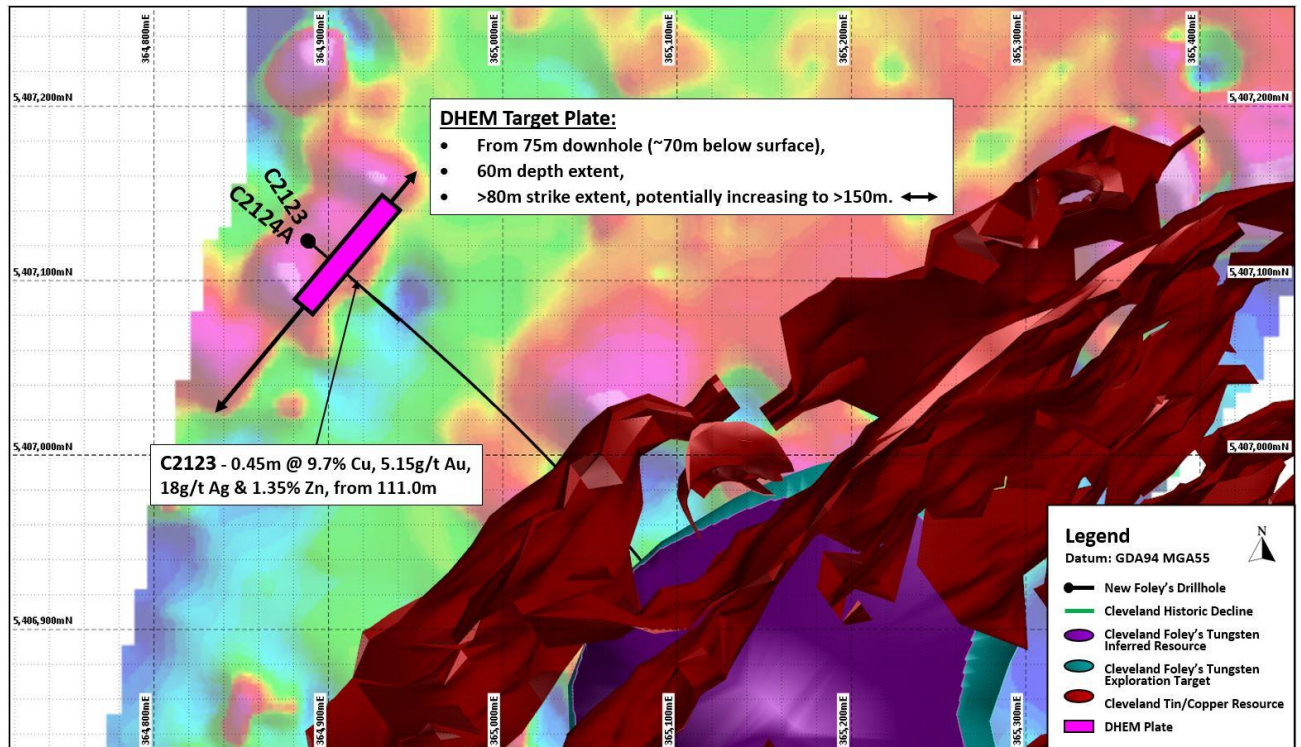 364,800mE
364,900mE
365,000mE
365,100mE
365,200mE
365,300mE
365,400mE
5,407,200mN
5,407,200mN
DHEM Target Plate:
• From 75m downhole (~70m below surface),
• 60m depth extent,
• >80m strike extent, potentially increasing to >150m.
C2123
C2124A
5,407,100mN
5,407,100mN
5,407,000mN
5,407,000mN
C2123 - 0.45m @ 9.7% Cu, 5.15g/t Au,
18g/t Ag & 1.35% Zn, from 111.0m
5,406,900mN
Legend
N
Datum: GDA94 MGA55
New Foley's Drillhole
Cleveland Historic Decline
Cleveland Foley's Tungsten
Inferred Resource
Cleveland Foley's Tungsten
Exploration Target
Cleveland Tin/Copper Resource
DHEM Plate
364,800mE
364,900mE
365,000mE
365,100mE
365,200mE
365,300mE